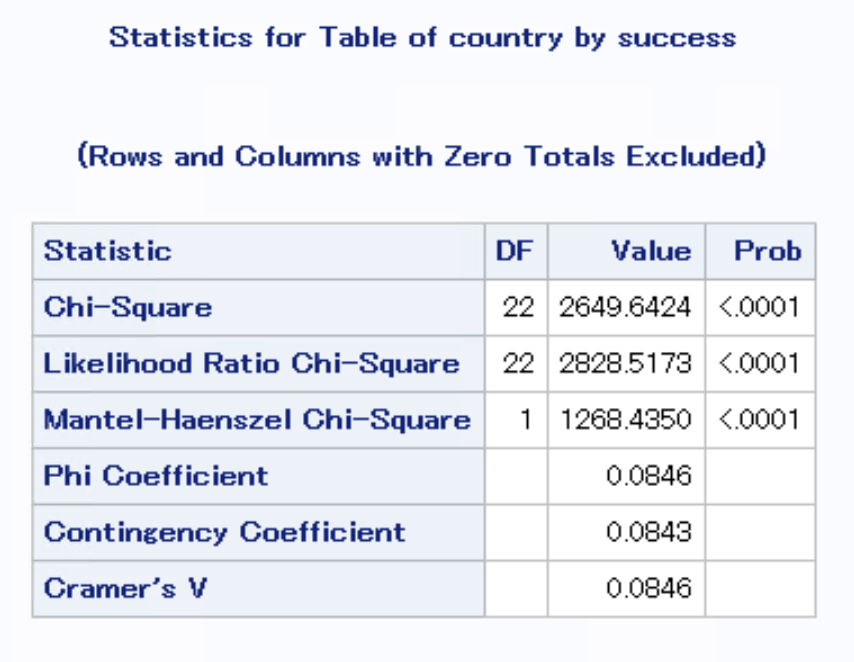 Statistics for Table of country by success
(Rows and Columns with Zero Totals Excluded)
Statistic DF Value Prob
Chi-Square 22 2649.6424 <.0001
Likelihood Ratio Chi-Square 22 2828.5173 <.0001
Mantel-Haenszel Chi-Square 1 1268.4350 <.0001
Phi Coefficient 0.0846
Contingency Coefficient 0.0843
Cramer's V 0.0846